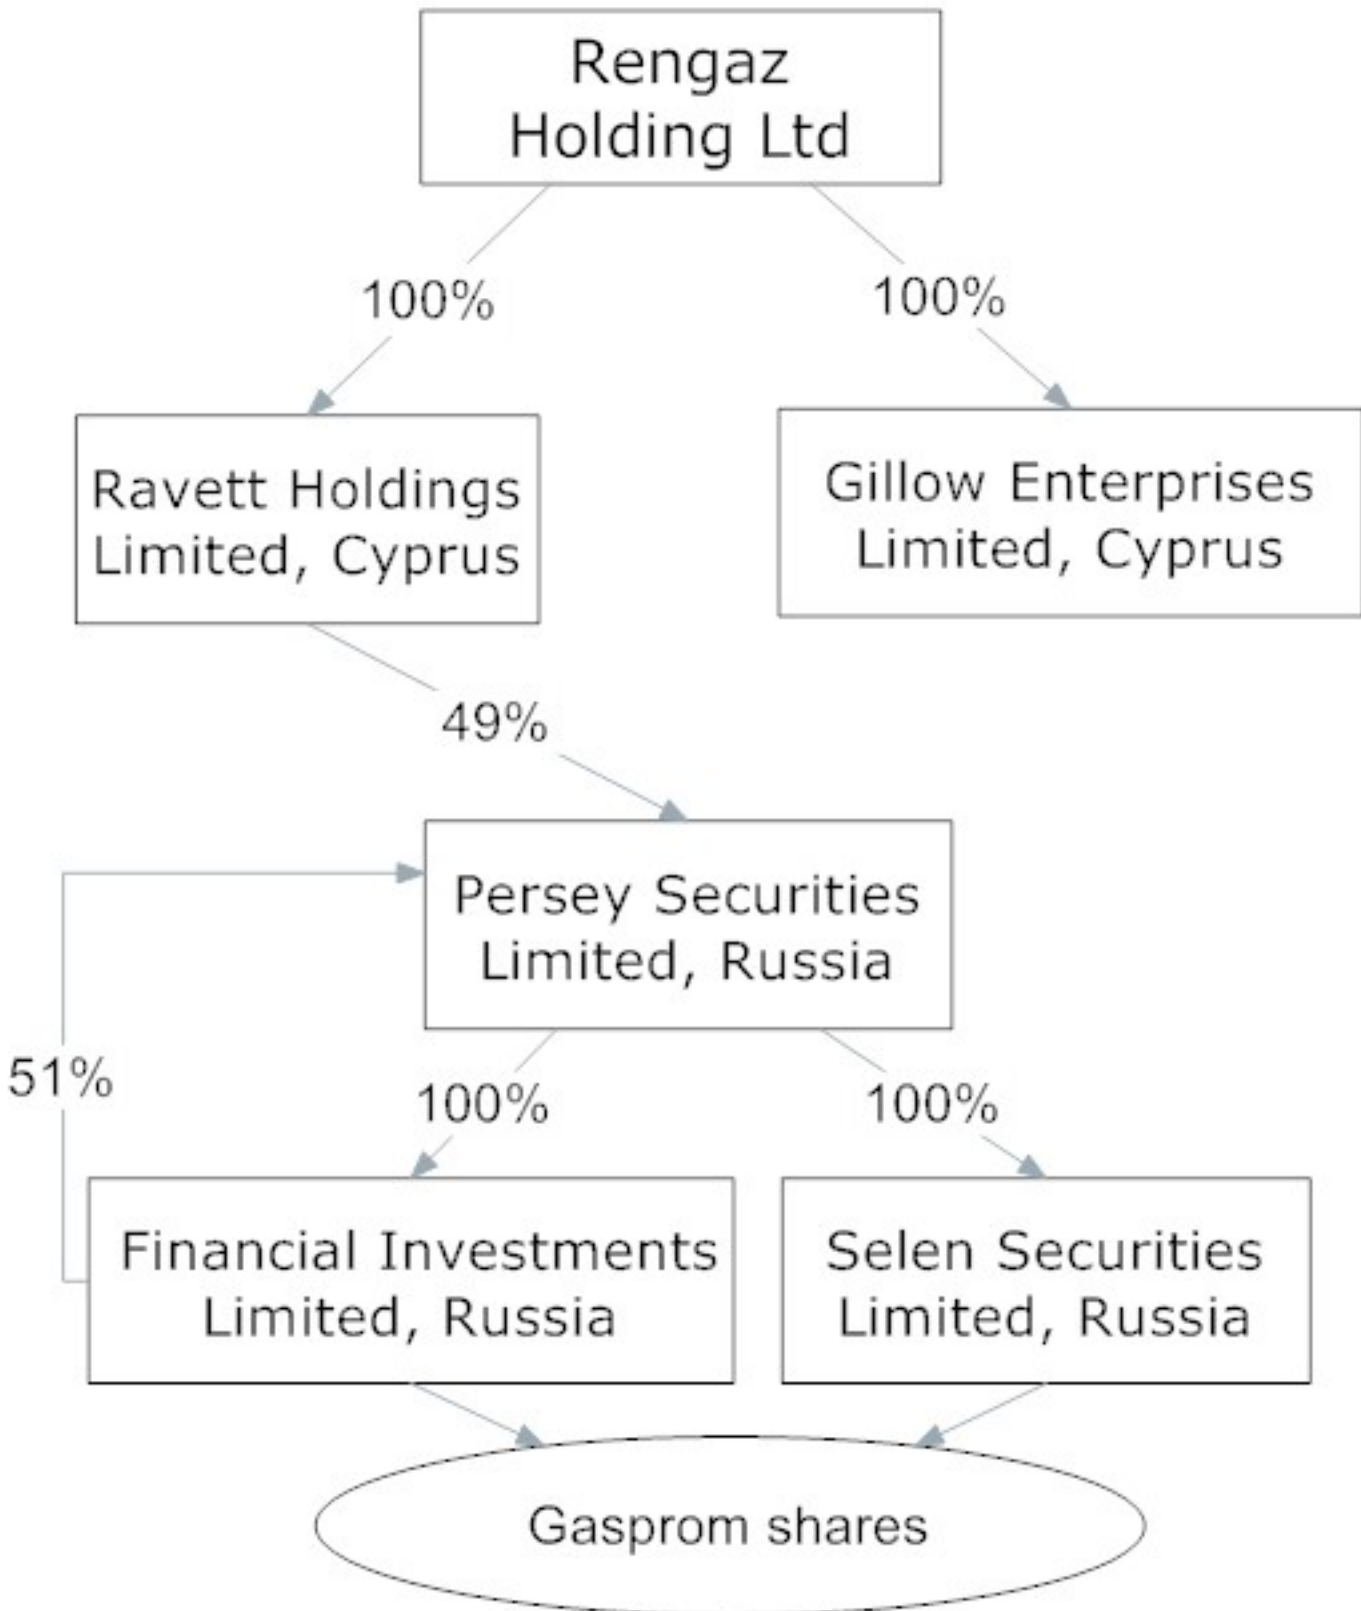 Rengaz
Holding Ltd
100%
100%
Ravett Holdings
Limited, Cyprus
Gillow Enterprises
Limited, Cyprus
49%
Persey Securities
Limited, Russia
51%
100%
100%
Financial Investments
Limited, Russia
Selen Securities
Limited, Russia
Gasprom shares